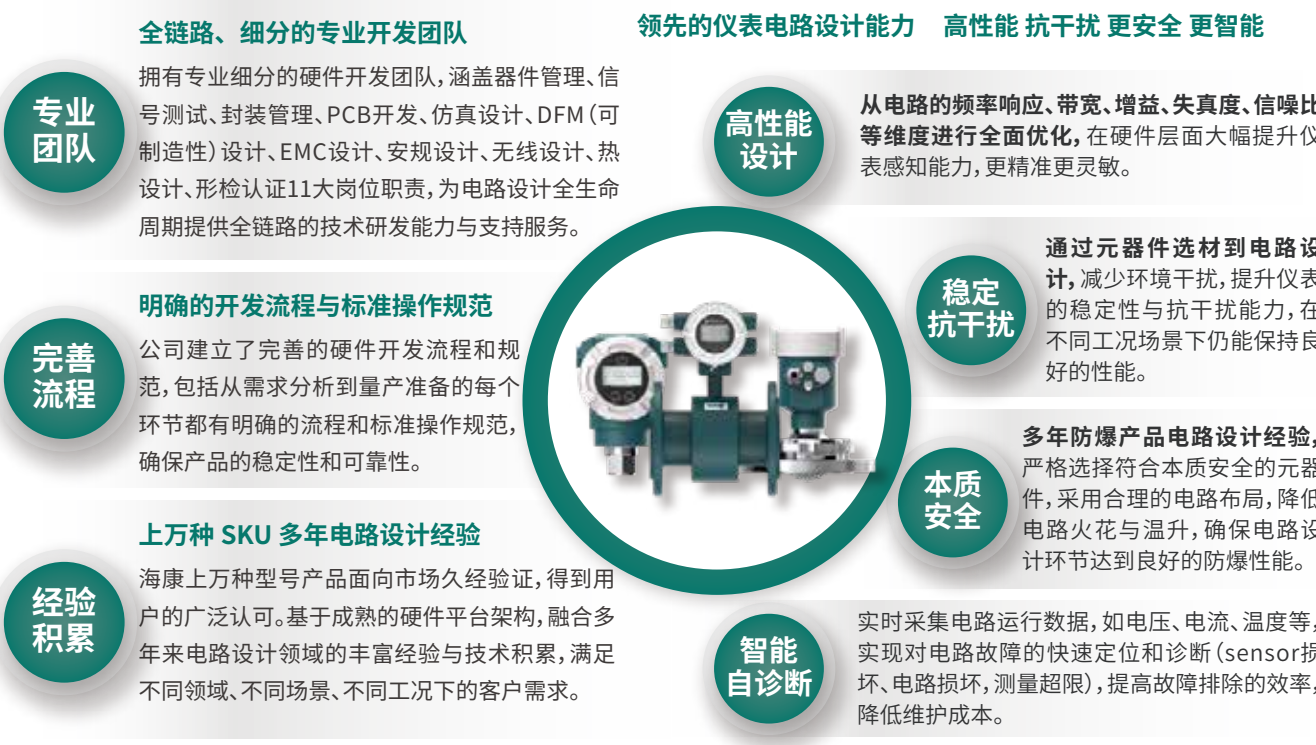 全链路、细分的专业开发团队
专业
团队
拥有专业细分的硬件开发团队,涵盖器件管理、信
号测试、封装管理、PCB开发、仿真设计、DFM(可
制造性)设计、EMC设计、安规设计、无线设计、热
设计、形检认证11大岗位职责,为电路设计全生命
周期提供全链路的技术研发能力与支持服务。
明确的开发流程与标准操作规范
完善
流程
公司建立了完善的硬件开发流程和规
范,包括从需求分析到量产准备的每个
环节都有明确的流程和标准操作规范,
确保产品的稳定性和可靠性。
上万种 SKU 多年电路设计经验
经验
积累
海康上万种型号产品面向市场久经验证,得到用
户的广泛认可。基于成熟的硬件平台架构,融合多
年来电路设计领域的丰富经验与技术积累,满足
不同领域、不同场景、不同工况下的客户需求。
领先的仪表电路设计能力 高性能 抗干扰 更安全 更智能
高性能
设计
从电路的频率响应、带宽、增益、失真度、信噪比
等维度进行全面优化,在硬件层面大幅提升仪
表感知能力,更精准更灵敏。
稳定
抗干扰
通过元器件选材到电路设
计,减少环境干扰,提升仪表
的稳定性与抗干扰能力,在
不同工况场景下仍能保持良
好的性能。
本质
安全
多年防爆产品电路设计经验,
严格选择符合本质安全的元器
件,采用合理的电路布局,降低
电路火花与温升,确保电路设
计环节达到良好的防爆性能。
智能
自诊断
实时采集电路运行数据,如电压、电流、温度等,
实现对电路故障的快速定位和诊断(sensor损
坏、电路损坏,测量超限),提高故障排除的效率,
降低维护成本。